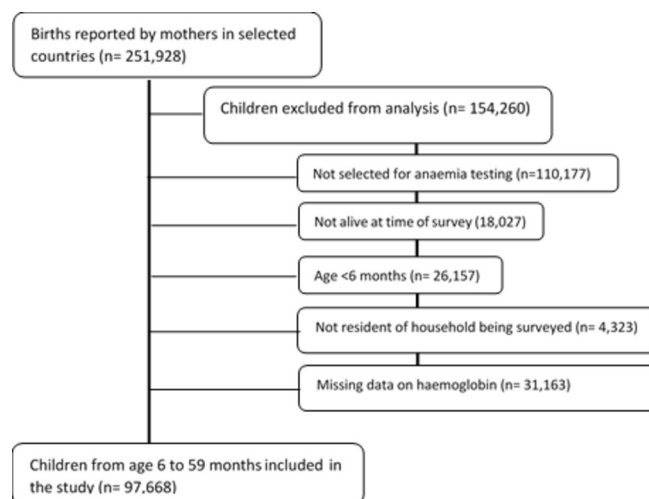 Births reported by mothers in selected
countries (n= 251,928)
Children excluded from analysis (n= 154,260)
Not selected for anaemia testing (n=110,177)
Not alive at time of survey (18,027)
Age <6 months (n= 26,157)
Not resident of household being surveyed (n= 4,323)
Missing data on haemoglobin (n= 31,163)
Children from age 6 to 59 months included in
the study (n= 97,668)